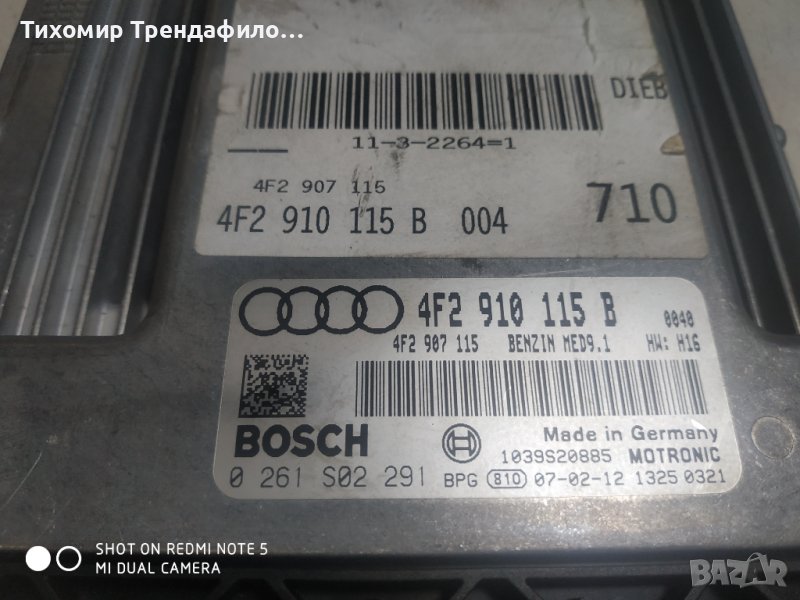 Тихомир Трендафило...
DIEB
11-3-2264=1
4F2 907 115
4F2 910 115 B 004
710
4F2 910 115 B 0040
4F2 907 115 BENZIN MED9.1 HW: H16
BOSCH
Made in Germany
1039S20885 MOTRONIC
0 261 S02 291 BPG 810 07-02-12 1325 0321
SHOT ON REDMI NOTE 5
MI DUAL CAMERA
BAZAR